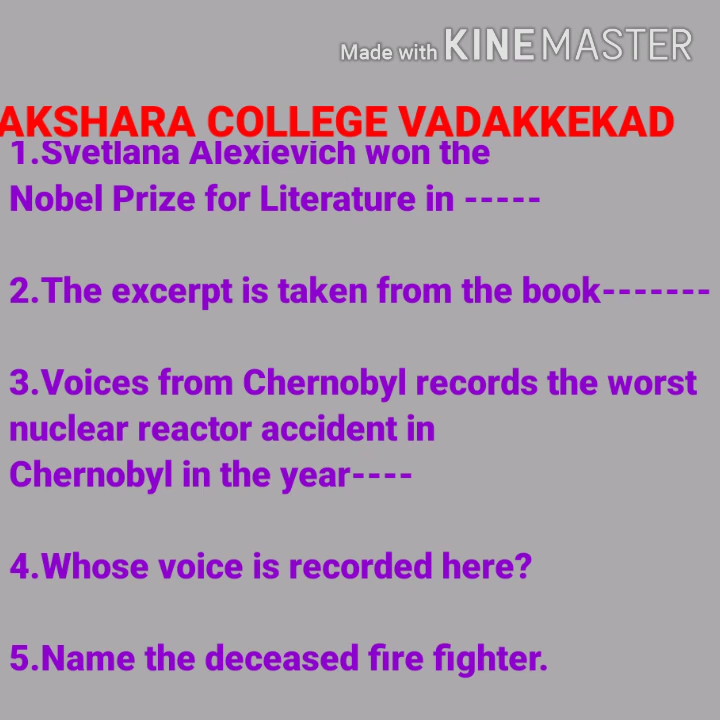 Made with KINEMASTER
AKSHARA COLLEGE VADAKKEKAD
1.Svetlana Alexievich won the
Nobel Prize for Literature in -----
2.The excerpt is taken from the book-------
3.Voices from Chernobyl records the worst
nuclear reactor accident in
Chernobyl in the year----
4.Whose voice is recorded here?
5.Name the deceased fire fighter.